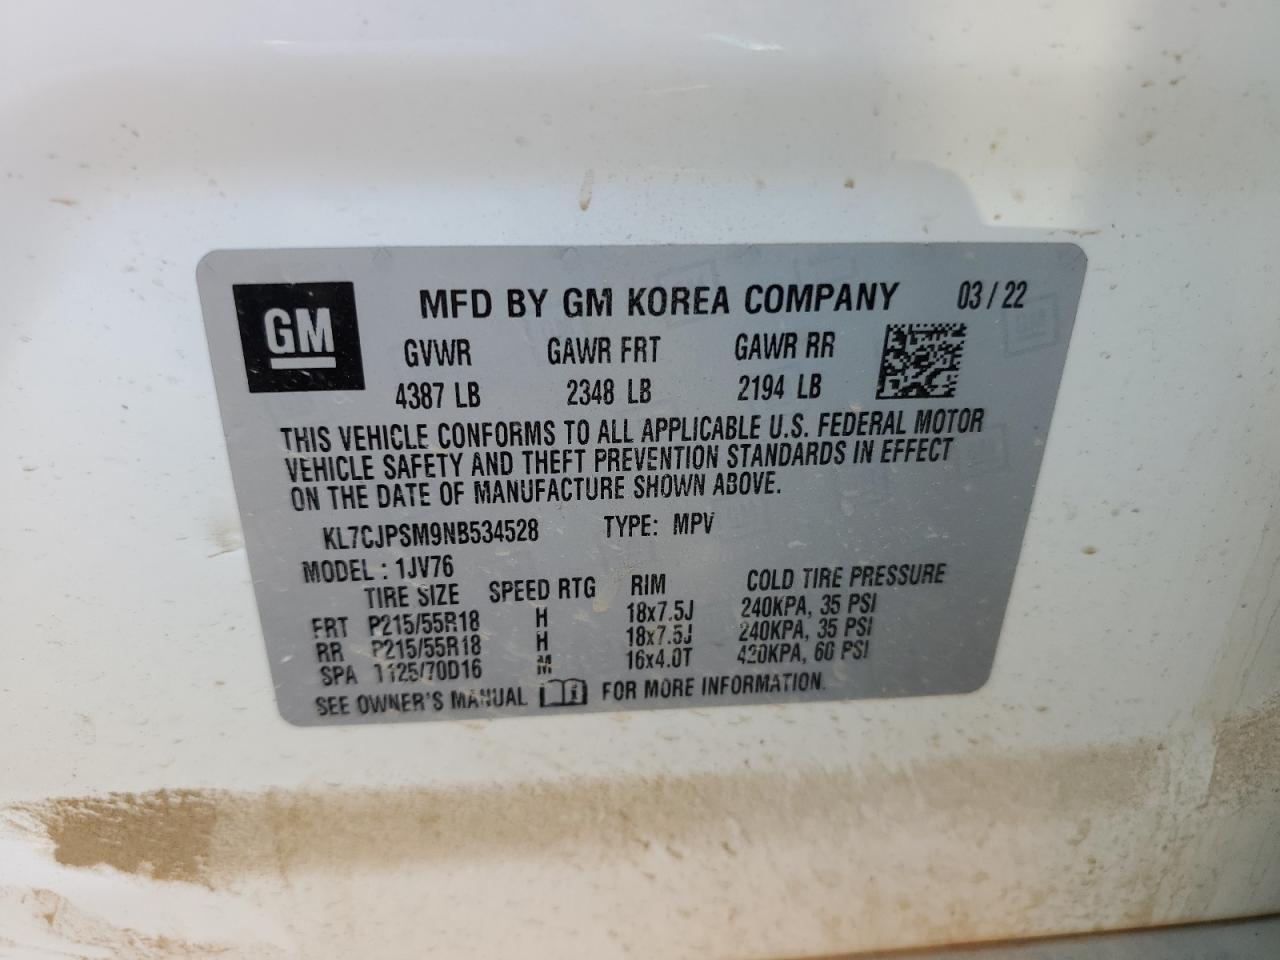 GM
MFD BY GM KOREA COMPANY 03/22
GVWR GAWR FRT GAWR RR
4387 LB 2348 LB 2194 LB
THIS VEHICLE CONFORMS TO ALL APPLICABLE U.S. FEDERAL MOTOR
VEHICLE SAFETY AND THEFT PREVENTION STANDARDS IN EFFECT
ON THE DATE OF MANUFACTURE SHOWN ABOVE.
KL7CJPSM9NB534528 TYPE: MPV
MODEL : 1JV76
TIRE SIZE SPEED RTG RIM COLD TIRE PRESSURE
FRT P215/55R18 H 18x7.5J 240KPA, 35 PSI
RR P215/55R18 H 18x7.5J 240KPA, 35 PSI
SPA T125/70D16 M 16x4.0T 420KPA, 60 PSI
SEE OWNER'S MANUAL FOR MORE INFORMATION.